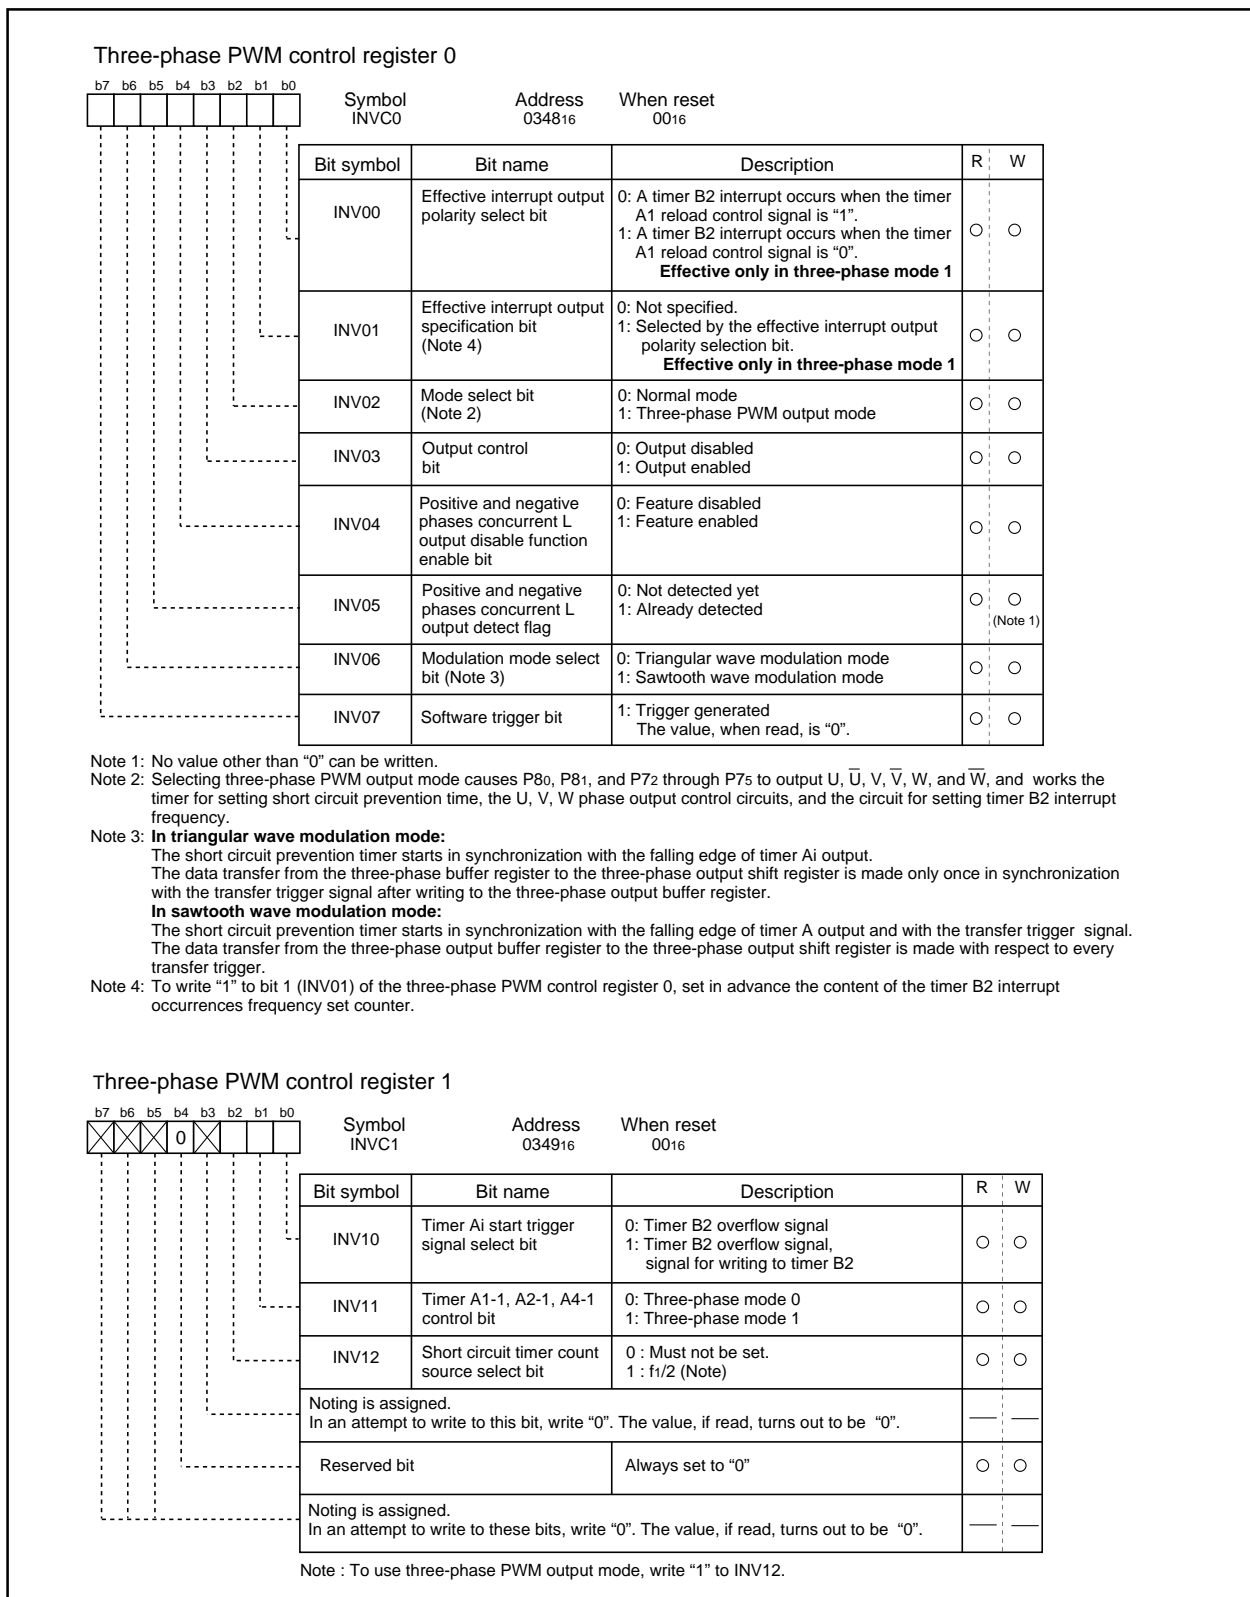 Three-phase PWM control register 0
b7 b6 b5 b4 b3 b2 b1 b0
Symbol Address When reset
INVC0 034816 0016
Bit symbol Bit name Description R W
INV00 Effective interrupt output polarity select bit 0: A timer B2 interrupt occurs when the timer
A1 reload control signal is “1”.
1: A timer B2 interrupt occurs when the timer
A1 reload control signal is “0”.
Effective only in three-phase mode 1
INV01 Effective interrupt output specification bit (Note 4) 0: Not specified.
1: Selected by the effective interrupt output
polarity selection bit.
Effective only in three-phase mode 1
INV02 Mode select bit (Note 2) 0: Normal mode
1: Three-phase PWM output mode
INV03 Output control bit 0: Output disabled
1: Output enabled
INV04 Positive and negative phases concurrent L output disable function enable bit 0: Feature disabled
1: Feature enabled
INV05 Positive and negative phases concurrent L output detect flag 0: Not detected yet
1: Already detected
(Note 1)
INV06 Modulation mode select bit (Note 3) 0: Triangular wave modulation mode
1: Sawtooth wave modulation mode
INV07 Software trigger bit 1: Trigger generated
The value, when read, is “0”.
Note 1: No value other than “0” can be written.
Note 2: Selecting three-phase PWM output mode causes P80, P81, and P72 through P75 to output U, U̅, V, V̅, W, and W̅, and works the
timer for setting short circuit prevention time, the U, V, W phase output control circuits, and the circuit for setting timer B2 interrupt
frequency.
Note 3: In triangular wave modulation mode:
The short circuit prevention timer starts in synchronization with the falling edge of timer Ai output.
The data transfer from the three-phase buffer register to the three-phase output shift register is made only once in synchronization
with the transfer trigger signal after writing to the three-phase output buffer register.
In sawtooth wave modulation mode:
The short circuit prevention timer starts in synchronization with the falling edge of timer A output and with the transfer trigger signal.
The data transfer from the three-phase output buffer register to the three-phase output shift register is made with respect to every
transfer trigger.
Note 4: To write “1” to bit 1 (INV01) of the three-phase PWM control register 0, set in advance the content of the timer B2 interrupt
occurrences frequency set counter.
Three-phase PWM control register 1
b7 b6 b5 b4 b3 b2 b1 b0
0
Symbol Address When reset
INVC1 034916 0016
Bit symbol Bit name Description R W
INV10 Timer Ai start trigger signal select bit 0: Timer B2 overflow signal
1: Timer B2 overflow signal,
signal for writing to timer B2
INV11 Timer A1-1, A2-1, A4-1 control bit 0: Three-phase mode 0
1: Three-phase mode 1
INV12 Short circuit timer count source select bit 0 : Must not be set.
1 : f1/2 (Note)
Noting is assigned.
In an attempt to write to this bit, write “0”. The value, if read, turns out to be “0”.
Reserved bit Always set to “0”
Noting is assigned.
In an attempt to write to these bits, write “0”. The value, if read, turns out to be “0”.
Note : To use three-phase PWM output mode, write “1” to INV12.